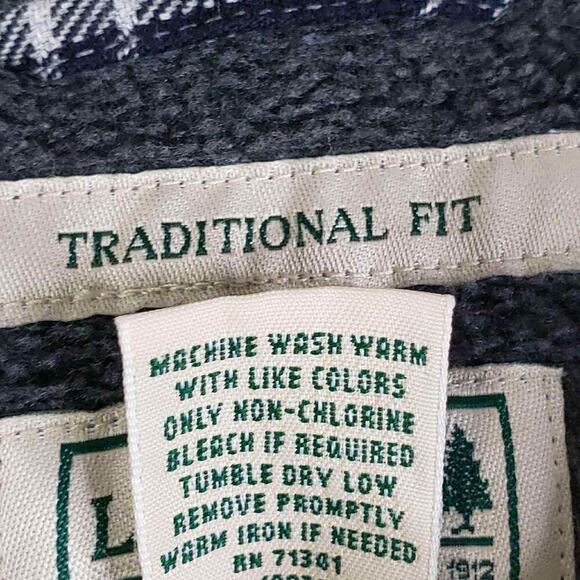 TRADITIONAL FIT
MACHINE WASH WARM
WITH LIKE COLORS
ONLY NON-CHLORINE
BLEACH IF REQUIRED
TUMBLE DRY LOW
REMOVE PROMPTLY
WARM IRON IF NEEDED
RN 71341
L
1912